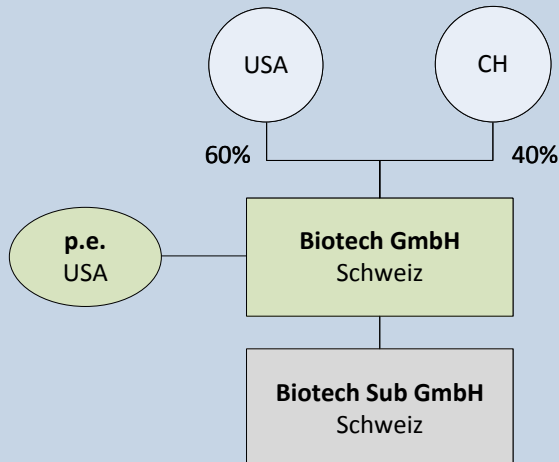 USA
CH
60%
40%
p.e.
USA
Biotech GmbH
Schweiz
Biotech Sub GmbH
Schweiz